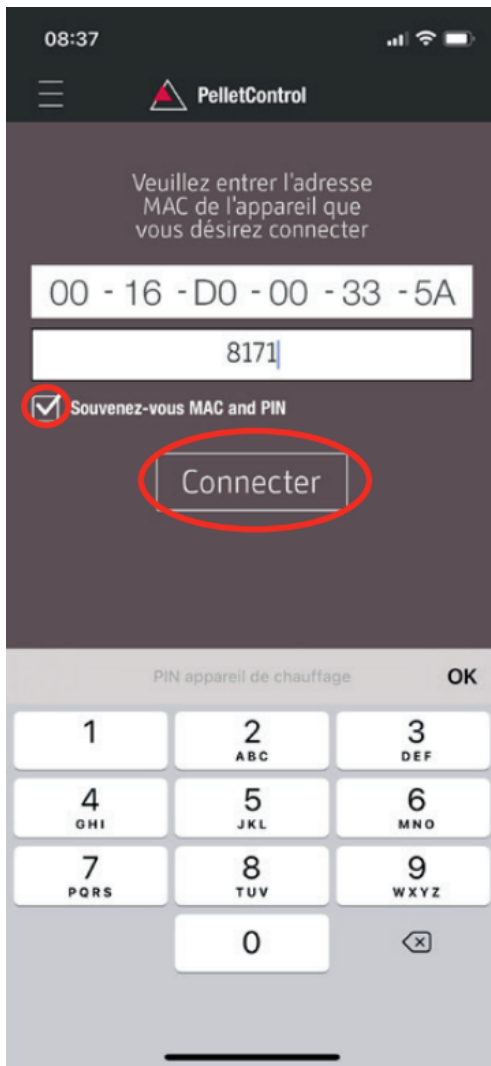 08:37
PelletControl
Veuillez entrer l'adresse
MAC de l'appareil que
vous désirez connecter
00 - 16 - D0 - 00 - 33 - 5A
8171
Souvenez-vous MAC and PIN
Connecter
PIN appareil de chauffage OK
1 2 3
ABC DEF
4 5 6
GHI JKL MNO
7 8 9
PQRS TUV WXYZ
0